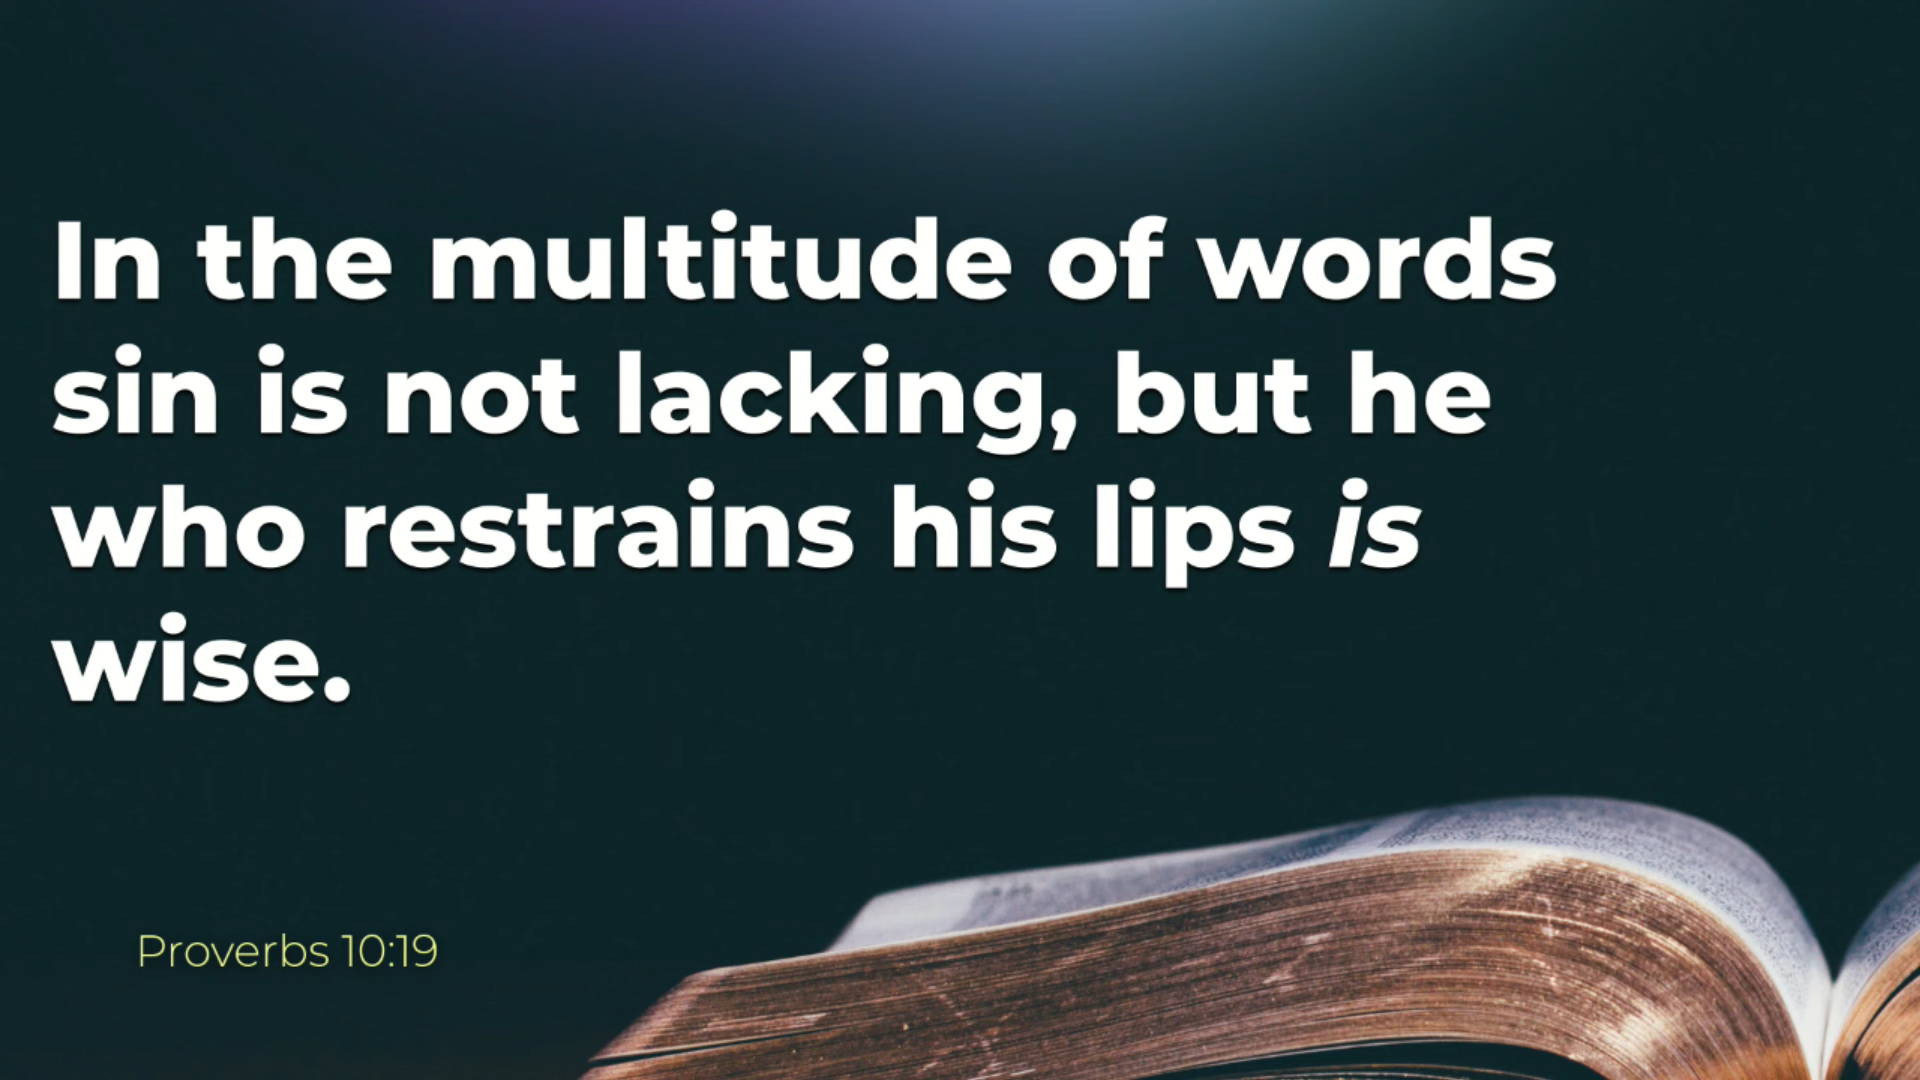 In the multitude of words
sin is not lacking, but he
who restrains his lips is
wise.
Proverbs 10:19